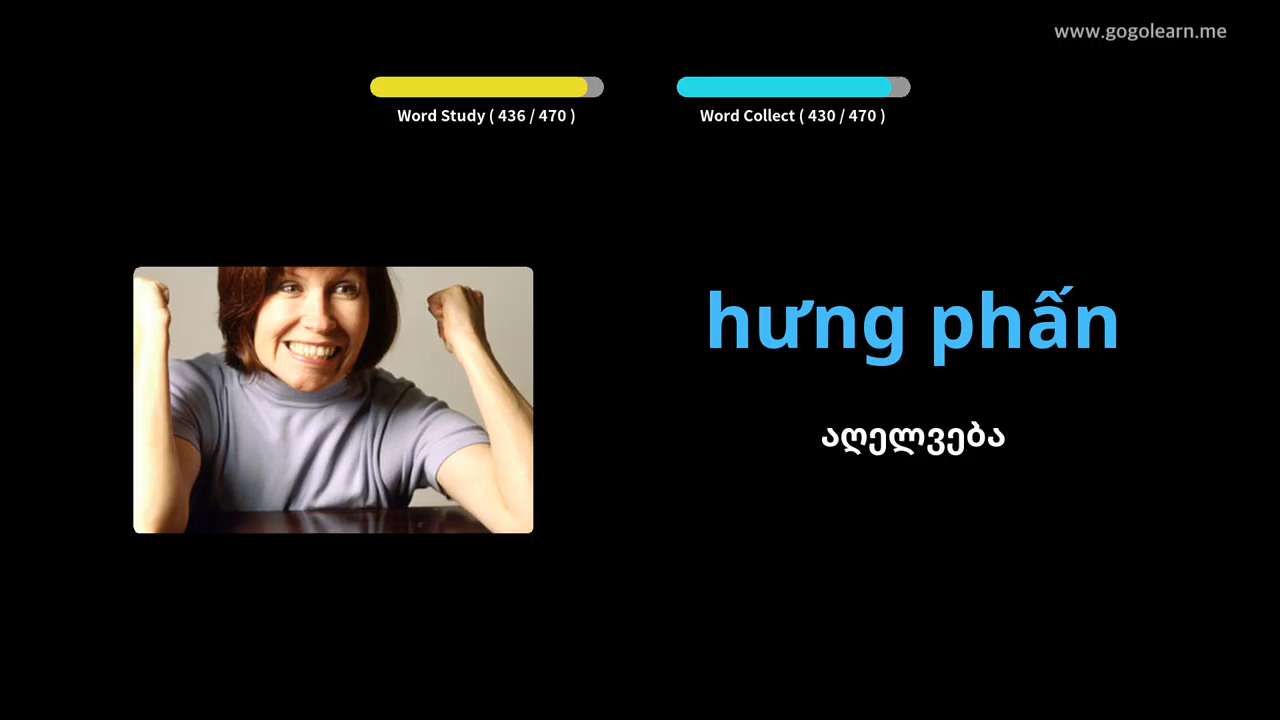 www.gogolearn.me
Word Study ( 436 / 470 )
Word Collect ( 430 / 470 )
hưng phấn
აღელვება